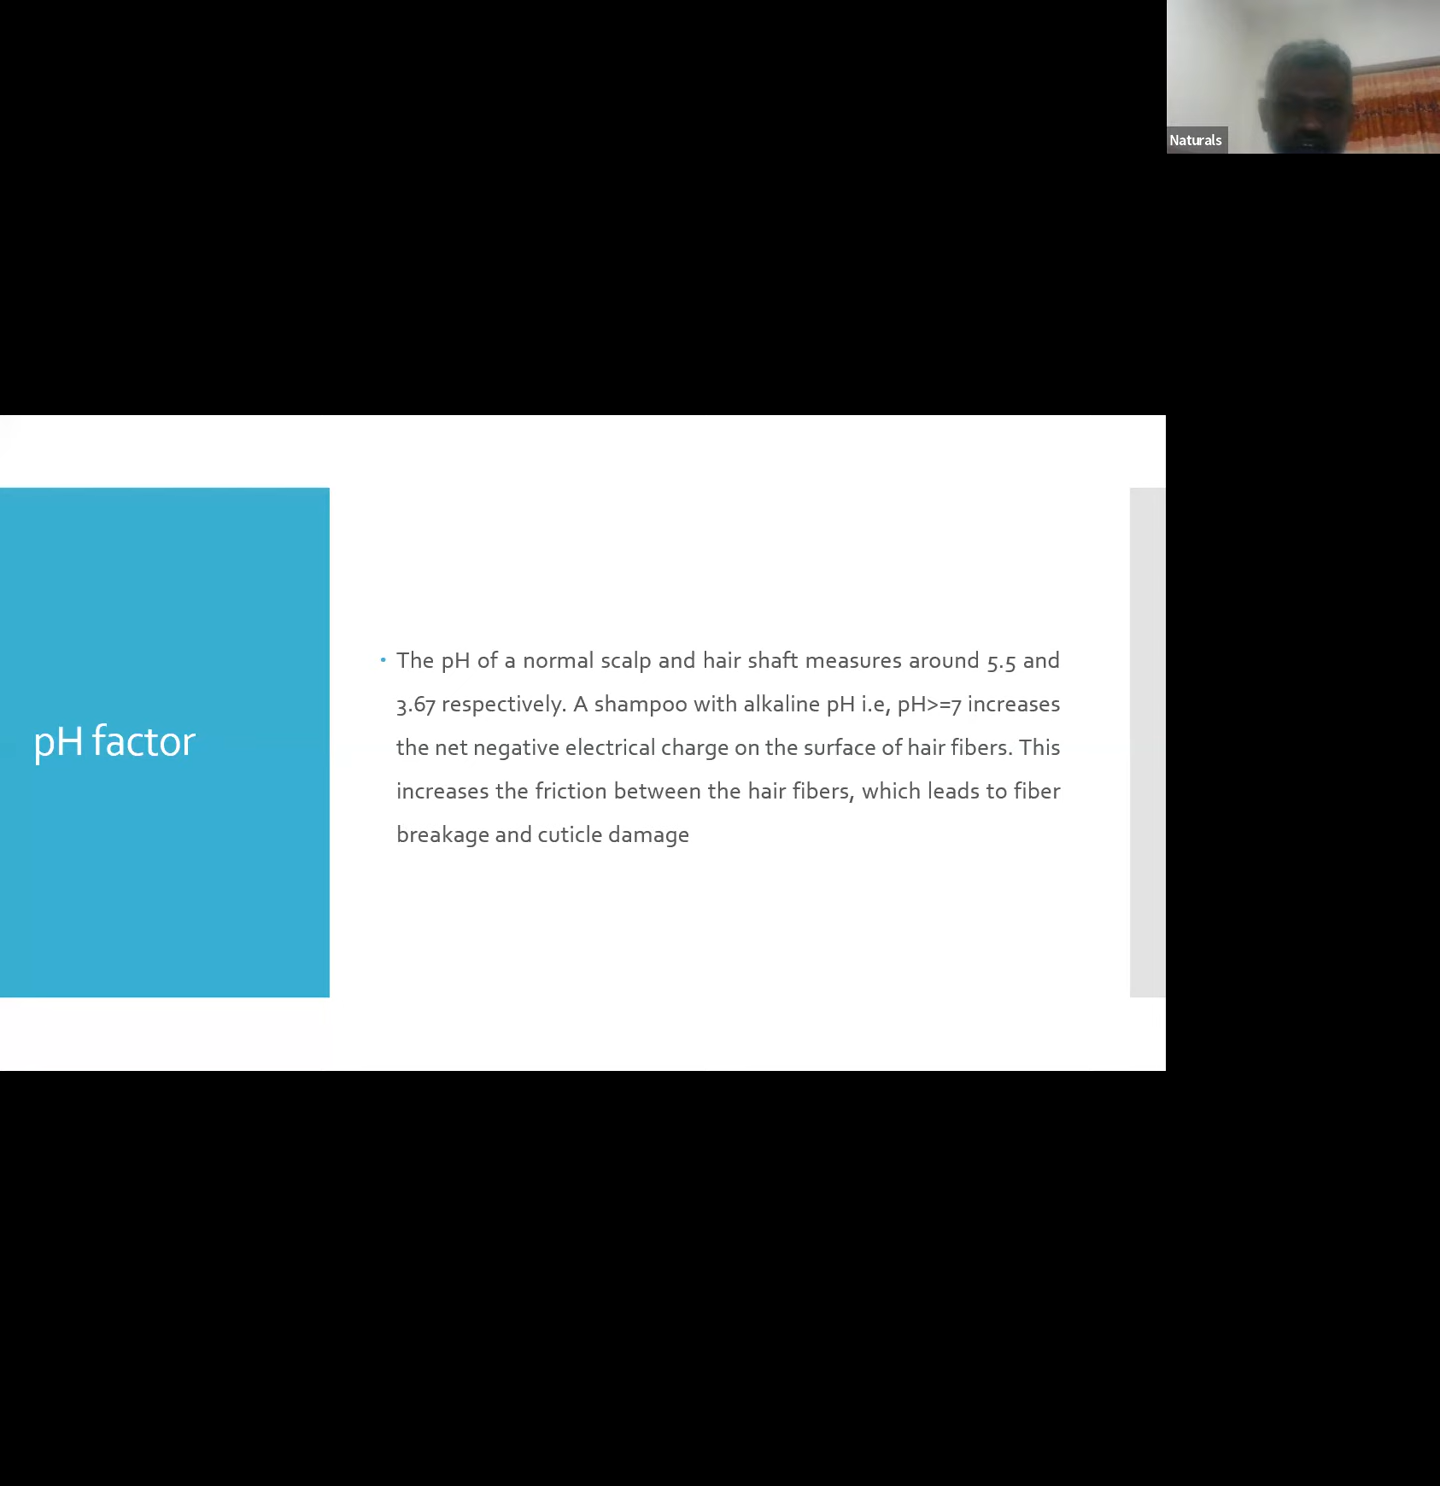 Naturals
pH factor
• The pH of a normal scalp and hair shaft measures around 5.5 and
3.67 respectively. A shampoo with alkaline pH i.e, pH>=7 increases
the net negative electrical charge on the surface of hair fibers. This
increases the friction between the hair fibers, which leads to fiber
breakage and cuticle damage